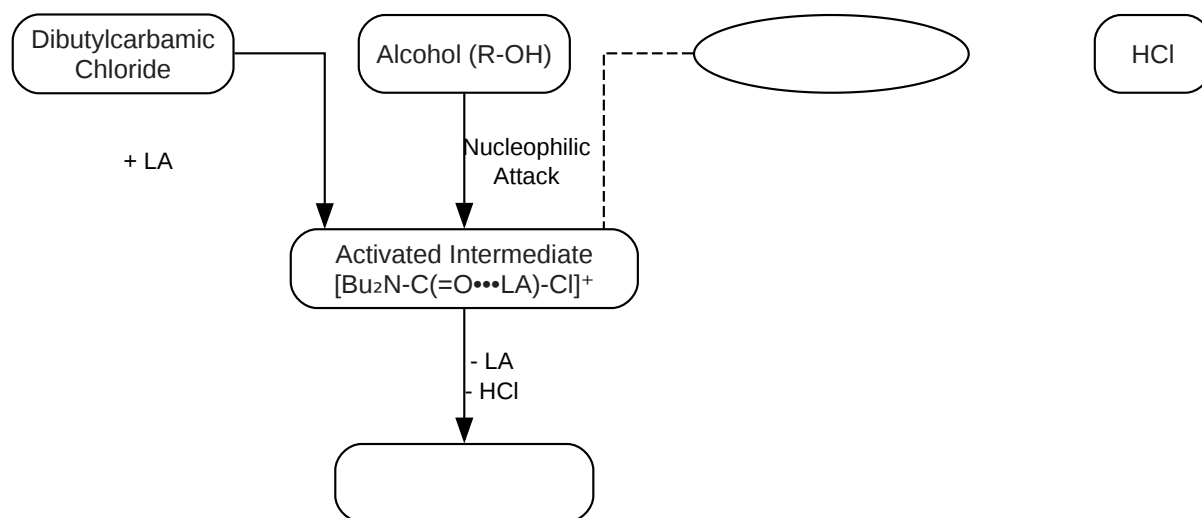 Dibutylcarbamic
Chloride
Alcohol (R-OH)
HCl
+ LA
Nucleophilic
Attack
Activated Intermediate
[Bu₂N-C(=O•••LA)-Cl]⁺
- LA
- HCl